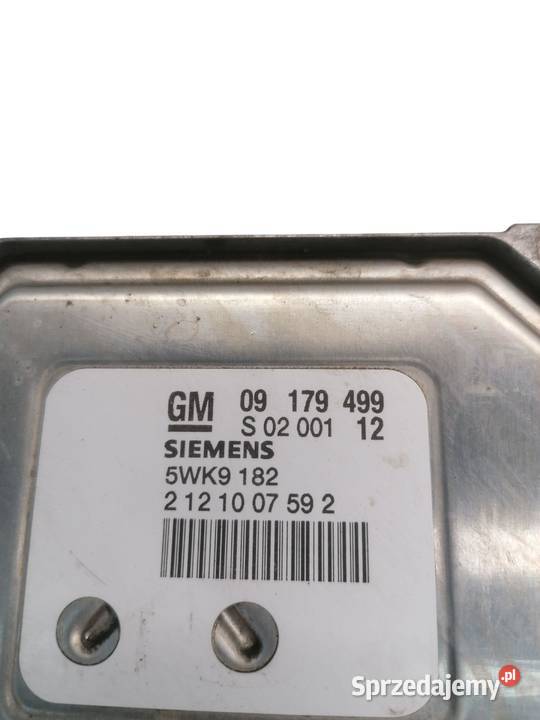 GM 09 179 499
S 02 001 12
SIEMENS
5WK9 182
2 12 10 07 59 2
Sprzedajemy.pl